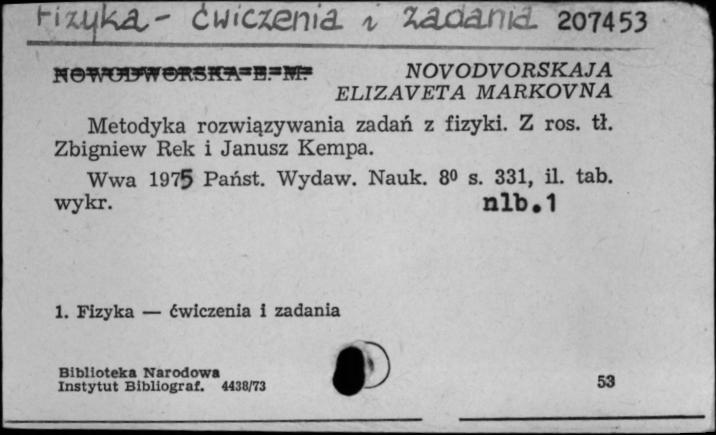 Fizyka - ćwiczenia i zadania 207453
NOWODWORSKA E. M. NOVODVORSKAJA
ELIZAVETA MARKOVNA
Metodyka rozwiązywania zadań z fizyki. Z ros. tł.
Zbigniew Rek i Janusz Kempa.
Wwa 1975 Państ. Wydaw. Nauk. 8º s. 331, il. tab.
wykr. nlb.1
1. Fizyka — ćwiczenia i zadania
Biblioteka Narodowa
Instytut Bibliograf. 4438/73 53